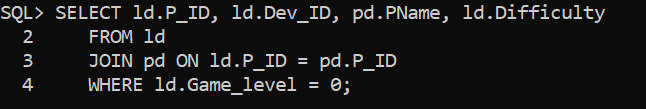 SQL> SELECT ld.P_ID, ld.Dev_ID, pd.PName, ld.Difficulty
  2     FROM ld
  3     JOIN pd ON ld.P_ID = pd.P_ID
  4     WHERE ld.Game_level = 0;